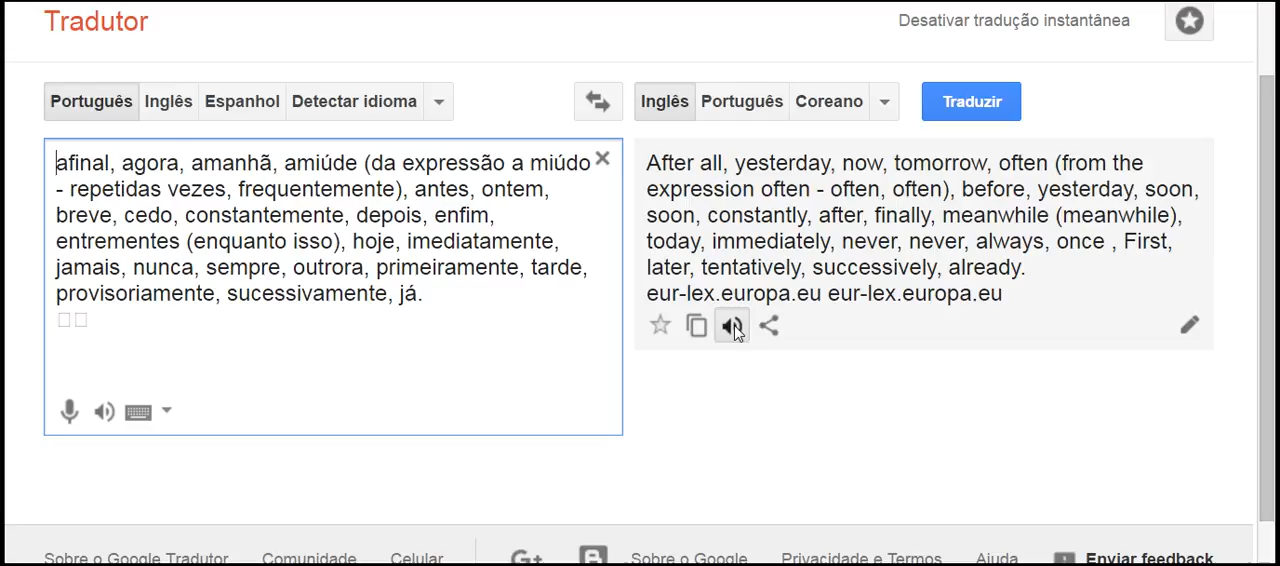 Tradutor
Desativar tradução instantânea
Português Inglês Espanhol Detectar idioma
Inglês Português Coreano
Traduzir
afinal, agora, amanhã, amiúde (da expressão a miúdo
- repetidas vezes, frequentemente), antes, ontem,
breve, cedo, constantemente, depois, enfim,
entrementes (enquanto isso), hoje, imediatamente,
jamais, nunca, sempre, outrora, primeiramente, tarde,
provisoriamente, sucessivamente, já.
After all, yesterday, now, tomorrow, often (from the
expression often - often, often), before, yesterday, soon,
soon, constantly, after, finally, meanwhile (meanwhile),
today, immediately, never, never, always, once , First,
later, tentatively, successively, already.
eur-lex.europa.eu eur-lex.europa.eu
Sobre o Google Tradutor Comunidade Celular G+ B Sobre o Google Privacidade e Termos Ajuda Enviar feedback